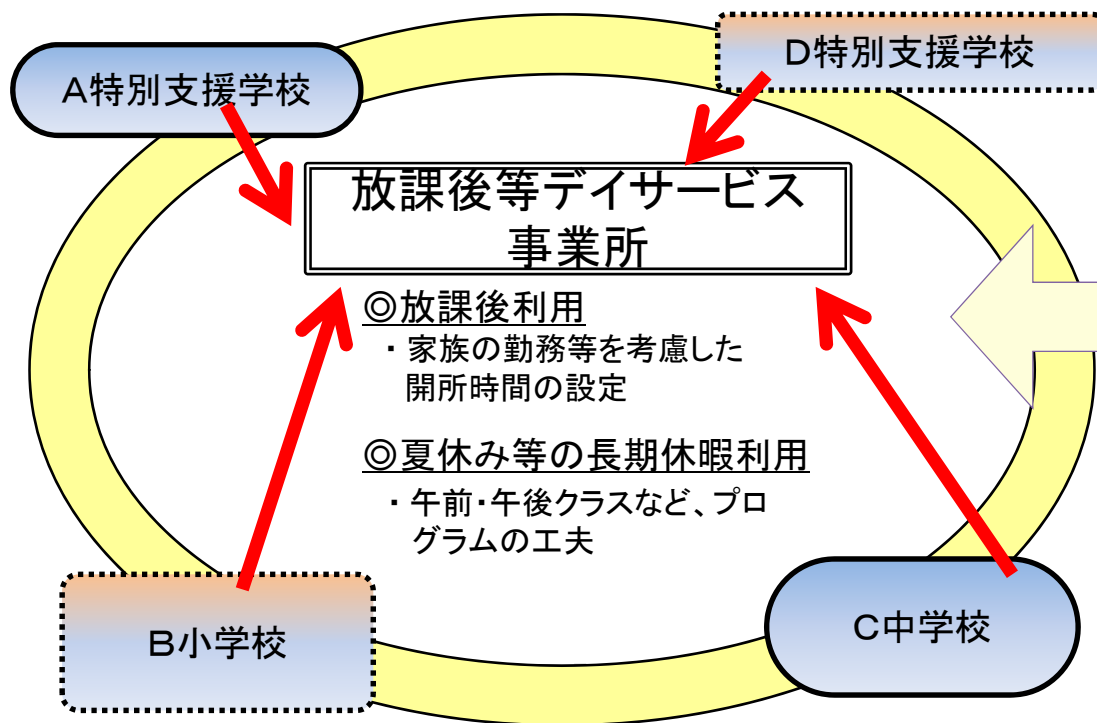 A特別支援学校
D特別支援学校
放課後等デイサービス
事業所
◎放課後利用
・ 家族の勤務等を考慮した
開所時間の設定
◎夏休み等の長期休暇利用
・ 午前・午後クラスなど、プロ
グラムの工夫
B小学校
C中学校